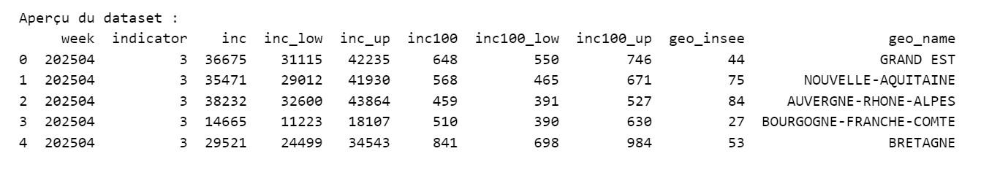 Aperçu du dataset :
week indicator inc inc_low inc_up inc100 inc100_low inc100_up geo_insee geo_name
0 202504 3 36675 31115 42235 648 550 746 44 GRAND EST
1 202504 3 35471 29012 41930 568 465 671 75 NOUVELLE-AQUITAINE
2 202504 3 38232 32600 43864 459 391 527 84 AUVERGNE-RHONE-ALPES
3 202504 3 14665 11223 18107 510 390 630 27 BOURGOGNE-FRANCHE-COMTE
4 202504 3 29521 24499 34543 841 698 984 53 BRETAGNE